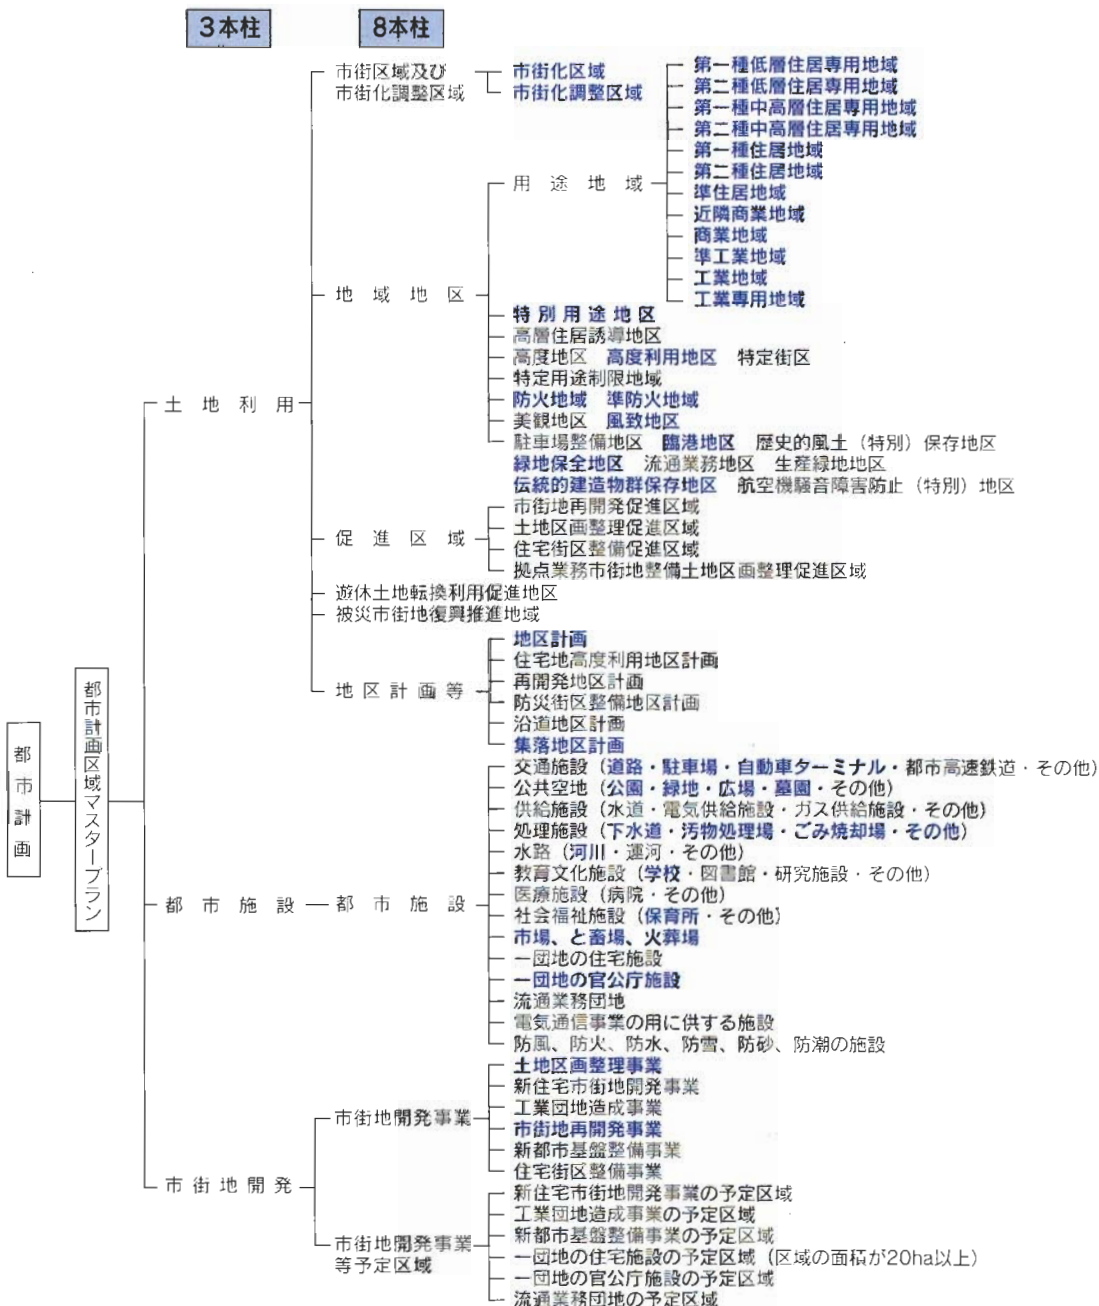 3本柱
8本柱
都市計画
都市計画区域マスタープラン
土地利用
市街区域及び
市街化調整区域
市街化区域
市街化調整区域
地域地区
用途地域
第一種低層住居専用地域
第二種低層住居専用地域
第一種中高層住居専用地域
第二種中高層住居専用地域
第一種住居地域
第二種住居地域
準住居地域
近隣商業地域
商業地域
準工業地域
工業地域
工業専用地域
特別用途地区
高層住居誘導地区
高度地区 高度利用地区 特定街区
特定用途制限地域
防火地域 準防火地域
美観地区 風致地区
駐車場整備地区 臨港地区 歴史的風土（特別）保存地区
緑地保全地区 流通業務地区 生産緑地地区
伝統的建造物群保存地区 航空機騒音障害防止（特別）地区
促進区域
市街地再開発促進区域
土地区画整理促進区域
住宅街区整備促進区域
拠点業務市街地整備土地区画整理促進区域
遊休土地転換利用促進地区
被災市街地復興推進地域
地区計画等
地区計画
住宅地高度利用地区計画
再開発地区計画
防災街区整備地区計画
沿道地区計画
集落地区計画
都市施設
都市施設
交通施設（道路・駐車場・自動車ターミナル・都市高速鉄道・その他）
公共空地（公園・緑地・広場・墓園・その他）
供給施設（水道・電気供給施設・ガス供給施設・その他）
処理施設（下水道・汚物処理場・ごみ焼却場・その他）
水路（河川・運河・その他）
教育文化施設（学校・図書館・研究施設・その他）
医療施設（病院・その他）
社会福祉施設（保育所・その他）
市場、と畜場、火葬場
一団地の住宅施設
一団地の官公庁施設
流通業務団地
電気通信事業の用に供する施設
防風、防火、防水、防雪、防砂、防潮の施設
市街地開発
市街地開発事業
土地区画整理事業
新住宅市街地開発事業
工業団地造成事業
市街地再開発事業
新都市基盤整備事業
住宅街区整備事業
市街地開発事業
等予定区域
新住宅市街地開発事業の予定区域
工業団地造成事業の予定区域
新都市基盤整備事業の予定区域
一団地の住宅施設の予定区域（区域の面積が20ha以上）
一団地の官公庁施設の予定区域
流通業務団地の予定区域